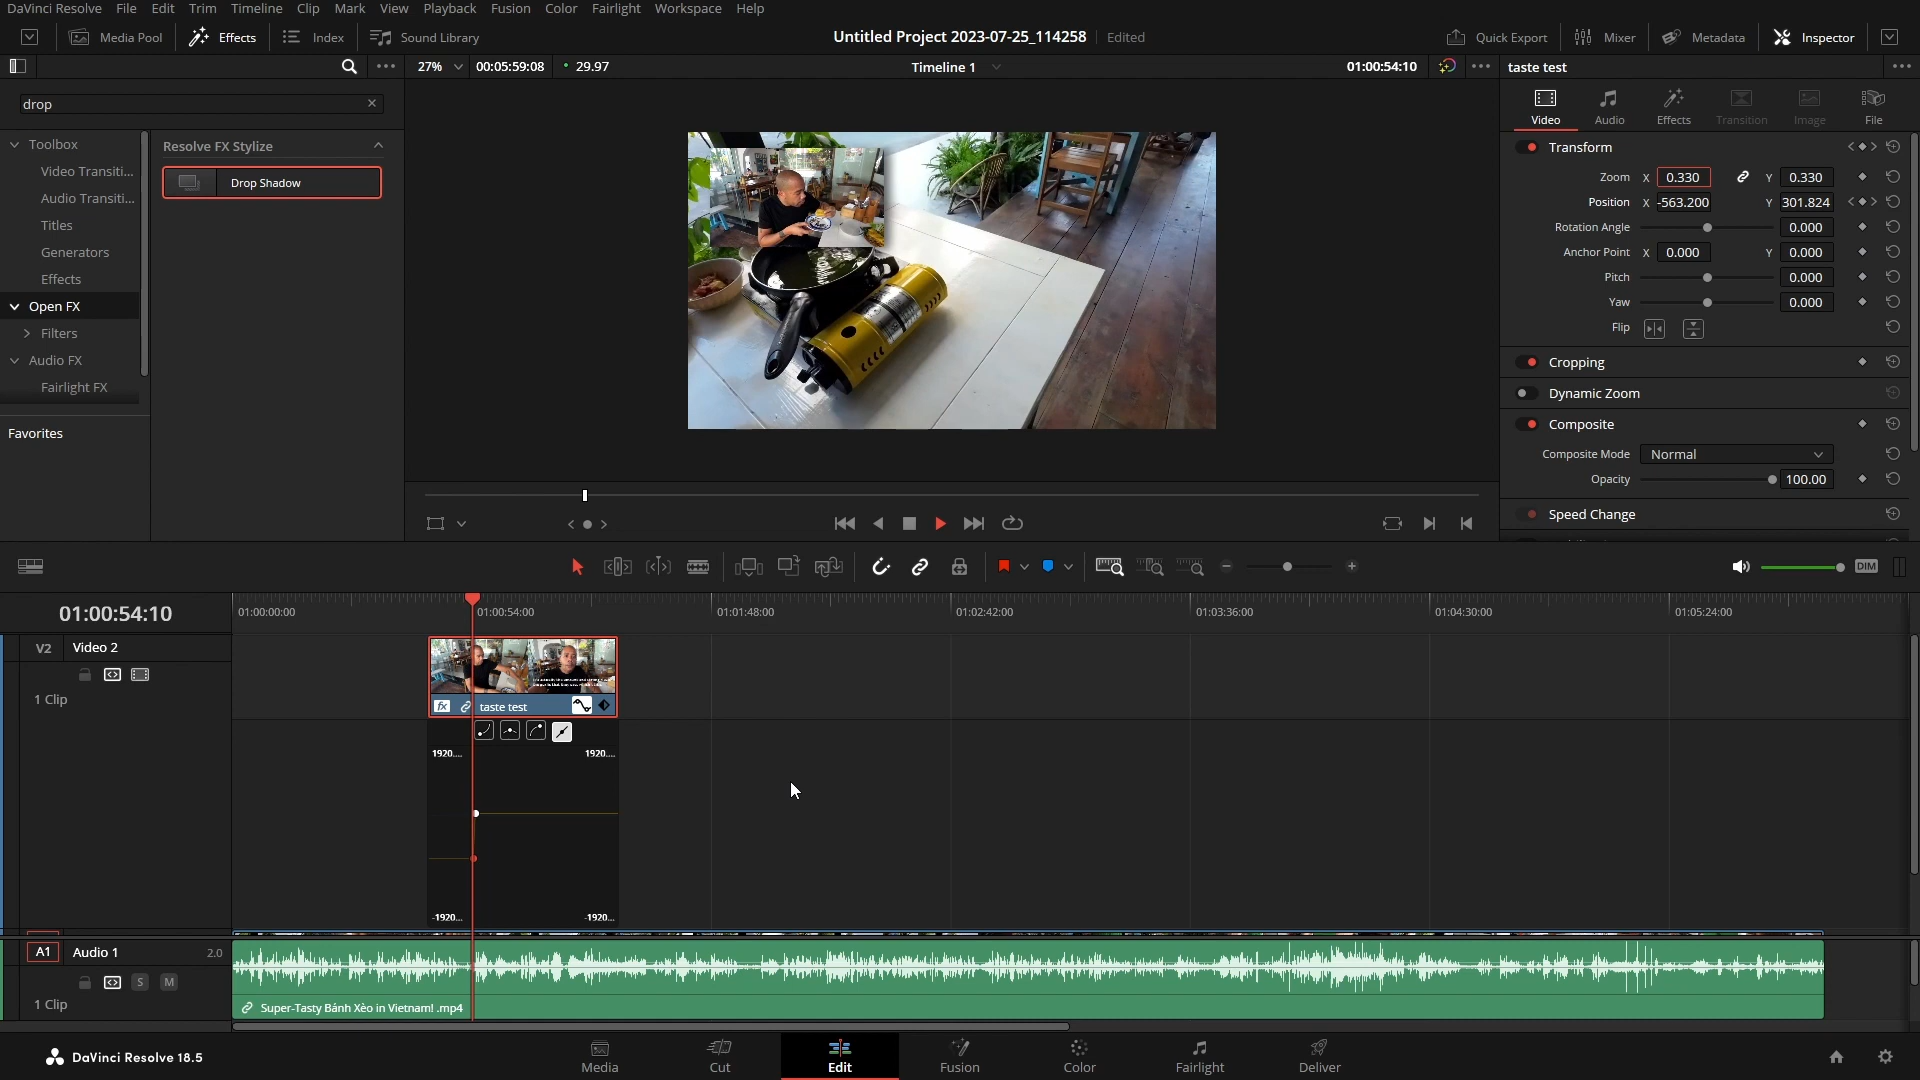 DaVinci Resolve File Edit Trim Timeline Clip Mark View Playback Fusion Color Fairlight Workspace Help
Media Pool Effects Index Sound Library Untitled Project 2023-07-25_114258 Edited Quick Export Mixer Metadata Inspector
27% 00:05:59:08 29.97 Timeline 1 01:00:54:10 taste test
drop
Video Audio Effects Transition Image File
Toolbox
Video Transiti...
Audio Transiti...
Titles
Generators
Effects
Open FX
Filters
Audio FX
Fairlight FX
Favorites
Resolve FX Stylize
Drop Shadow
Transform
Zoom X 0.330 Y 0.330
Position X -563.200 Y 301.824
Rotation Angle 0.000
Anchor Point X 0.000 Y 0.000
Pitch 0.000
Yaw 0.000
Flip
Cropping
Dynamic Zoom
Composite
Composite Mode Normal
Opacity 100.00
Speed Change
DIM
01:00:54:10
01:00:00:00 01:00:54:00 01:01:48:00 01:02:42:00 01:03:36:00 01:04:30:00 01:05:24:00
V2 Video 2
1 Clip
fx taste test
1920.... 1920....
-1920... -1920...
A1 Audio 1 2.0
S M
1 Clip
Super-Tasty Bánh Xèo in Vietnam! .mp4
DaVinci Resolve 18.5
Media Cut Edit Fusion Color Fairlight Deliver